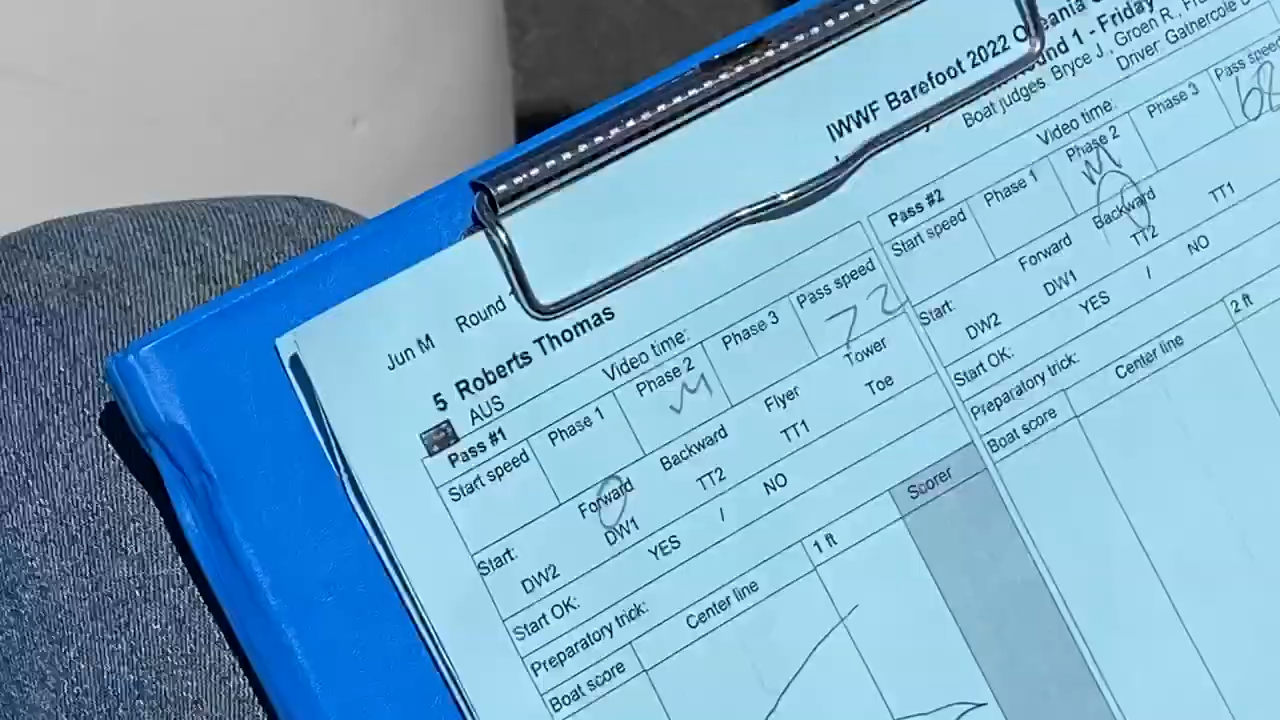 IWWF Barefoot 2022 Oceania
Round 1 - Friday
Boat judges: Bryce J., Groen R.,
Driver: Gathercole
Jun M Round 1
5 Roberts Thomas
AUS
Video time:
Pass #1
Start speed Phase 1 Phase 2 Phase 3 Pass speed
M 72
Start: Forward Backward Flyer Tower
DW2 DW1 TT2 TT1 Toe
Start OK: YES / NO
Preparatory trick:
Boat score Center line 1 ft Scorer
Video time:
Pass #2
Start speed Phase 1 Phase 2 Phase 3 Pass speed
M 68
Start: Forward Backward
DW2 DW1 TT2 TT1
Start OK: YES / NO
Preparatory trick:
Boat score Center line 2 ft